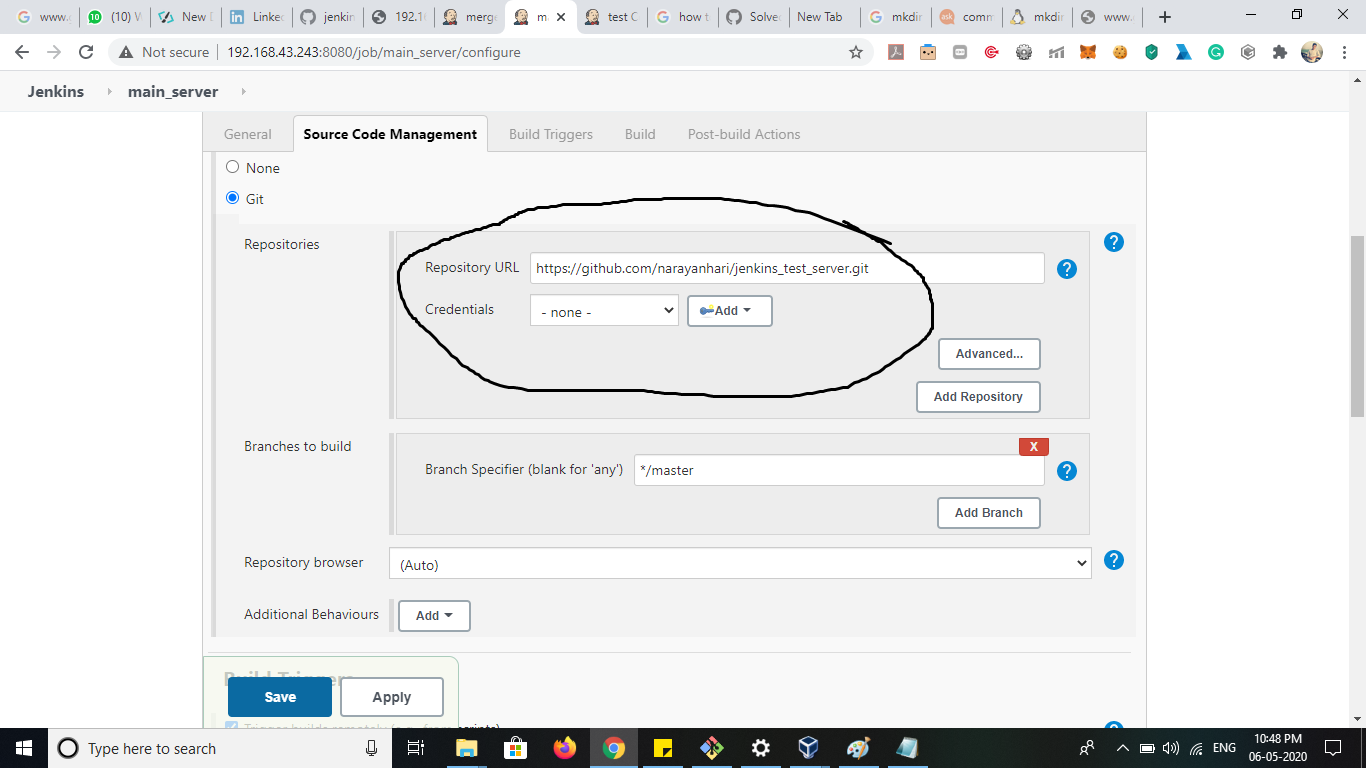 www.
(10) W
New D
Linked
jenkin
192.16
merge
m
test C
how t
Solve
New Tab
mkdir
comm
mkdi
www.
Not secure 192.168.43.243:8080/job/main_server/configure
Jenkins main_server
General Source Code Management Build Triggers Build Post-build Actions
None
Git
Repositories
Repository URL https://github.com/narayanhari/jenkins_test_server.git
Credentials - none - Add
Advanced...
Add Repository
Branches to build
X
Branch Specifier (blank for 'any') */master
Add Branch
Repository browser (Auto)
Additional Behaviours Add
Build Triggers
Save Apply
Trigger builds remotely (e.g., from scripts)
Type here to search
ENG
10:48 PM
06-05-2020